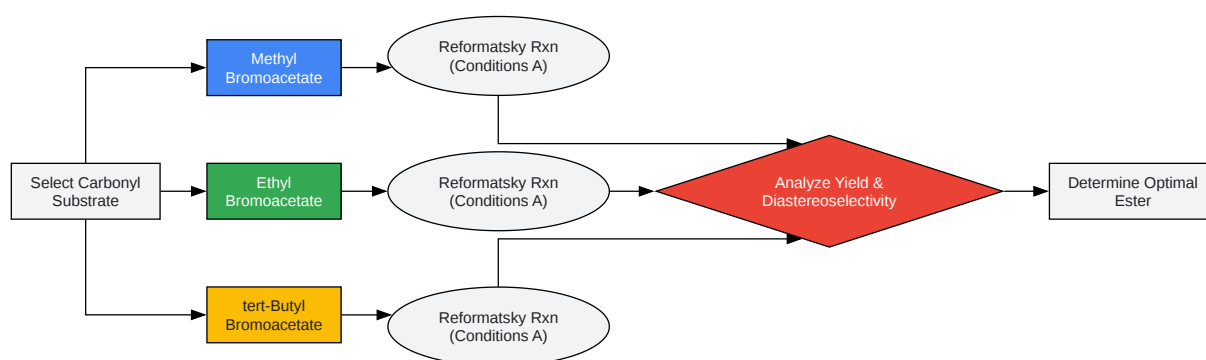 Select Carbonyl
Substrate
Methyl
Bromoacetate
Reformatsky Rxn
(Conditions A)
Ethyl
Bromoacetate
Reformatsky Rxn
(Conditions A)
tert-Butyl
Bromoacetate
Reformatsky Rxn
(Conditions A)
Analyze Yield &
Diastereoselectivity
Determine Optimal
Ester